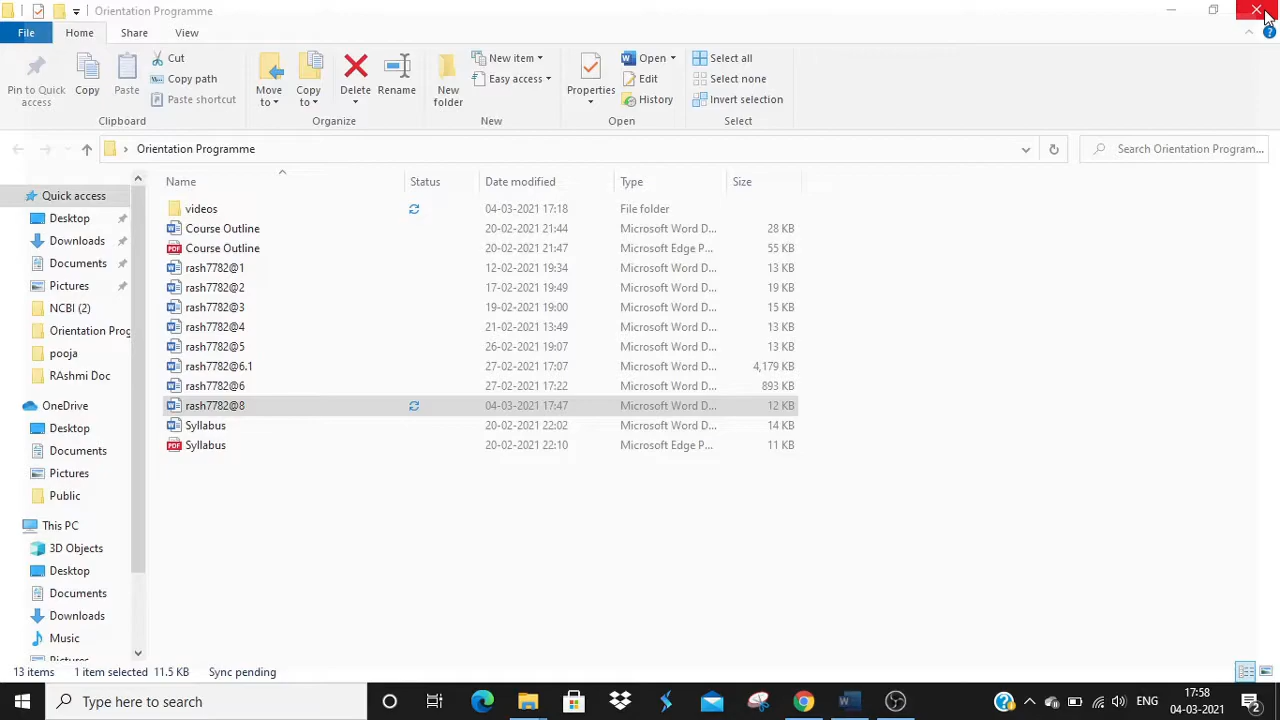 Orientation Programme
File Home Share View
Pin to Quick access
Copy
Paste
Cut
Copy path
Paste shortcut
Clipboard
Move to
Copy to
Delete
Rename
Organize
New folder
New item
Easy access
New
Properties
Open
Edit
History
Open
Select all
Select none
Invert selection
Select
Orientation Programme
Search Orientation Program...
Name Status Date modified Type Size
videos 04-03-2021 17:18 File folder
Course Outline 20-02-2021 21:44 Microsoft Word D... 28 KB
Course Outline 20-02-2021 21:47 Microsoft Edge P... 55 KB
rash7782@1 12-02-2021 19:34 Microsoft Word D... 13 KB
rash7782@2 17-02-2021 19:49 Microsoft Word D... 19 KB
rash7782@3 19-02-2021 19:00 Microsoft Word D... 15 KB
rash7782@4 21-02-2021 13:49 Microsoft Word D... 13 KB
rash7782@5 26-02-2021 19:07 Microsoft Word D... 13 KB
rash7782@6.1 27-02-2021 17:07 Microsoft Word D... 4,179 KB
rash7782@6 27-02-2021 17:22 Microsoft Word D... 893 KB
rash7782@8 04-03-2021 17:47 Microsoft Word D... 12 KB
Syllabus 20-02-2021 22:02 Microsoft Word D... 14 KB
Syllabus 20-02-2021 22:10 Microsoft Edge P... 11 KB
Quick access
Desktop
Downloads
Documents
Pictures
NCBI (2)
Orientation Prog
pooja
RAshmi Doc
OneDrive
Desktop
Documents
Pictures
Public
This PC
3D Objects
Desktop
Documents
Downloads
Music
Pictures
13 items 1 item selected 11.5 KB Sync pending
Type here to search
ENG
17:58
04-03-2021
2